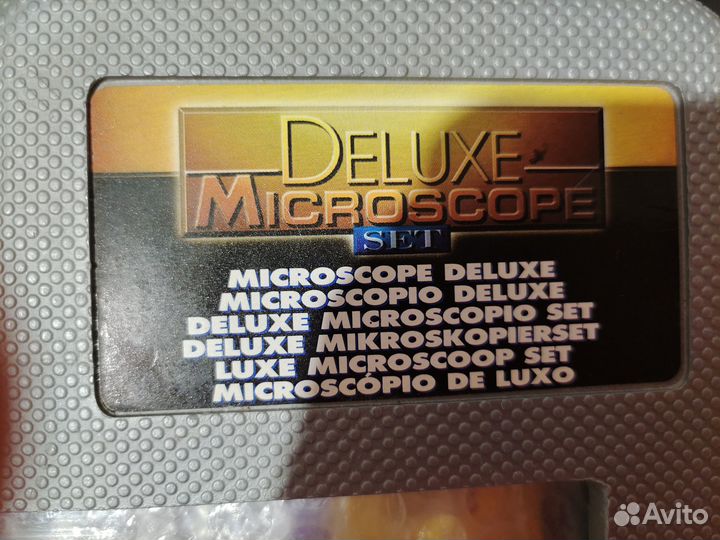 DELUXE
MICROSCOPE
SET
MICROSCOPE DELUXE
MICROSCOPIO DELUXE
DELUXE MICROSCOPIO SET
DELUXE MIKROSKOPIERSET
LUXE MICROSCOOP SET
MICROSCÓPIO DE LUXO
Avito